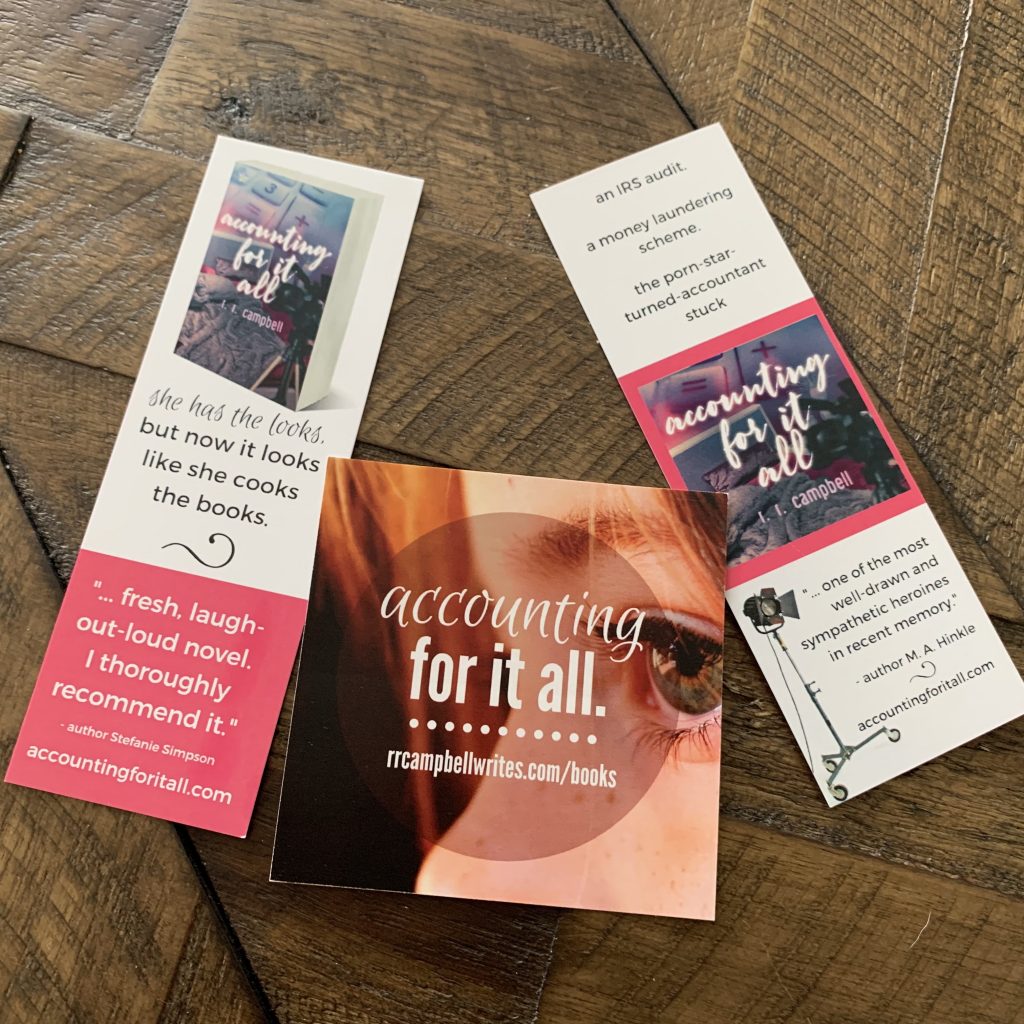 3
=
+
accounting
for it
all
campbell
she has the looks,
but now it looks
like she cooks
the books.
"... fresh, laugh-
out-loud novel.
I thoroughly
recommend it."
- author Stefanie Simpson
accountingforitall.com
accounting
for it all.
rrcampbellwrites.com/books
an IRS audit.
a money laundering
scheme.
the porn-star-
turned-accountant
stuck
=
+
accounting
for it
all
campbell
"... one of the most
well-drawn and
sympathetic heroines
in recent memory."
- author M. A. Hinkle
accountingforitall.com